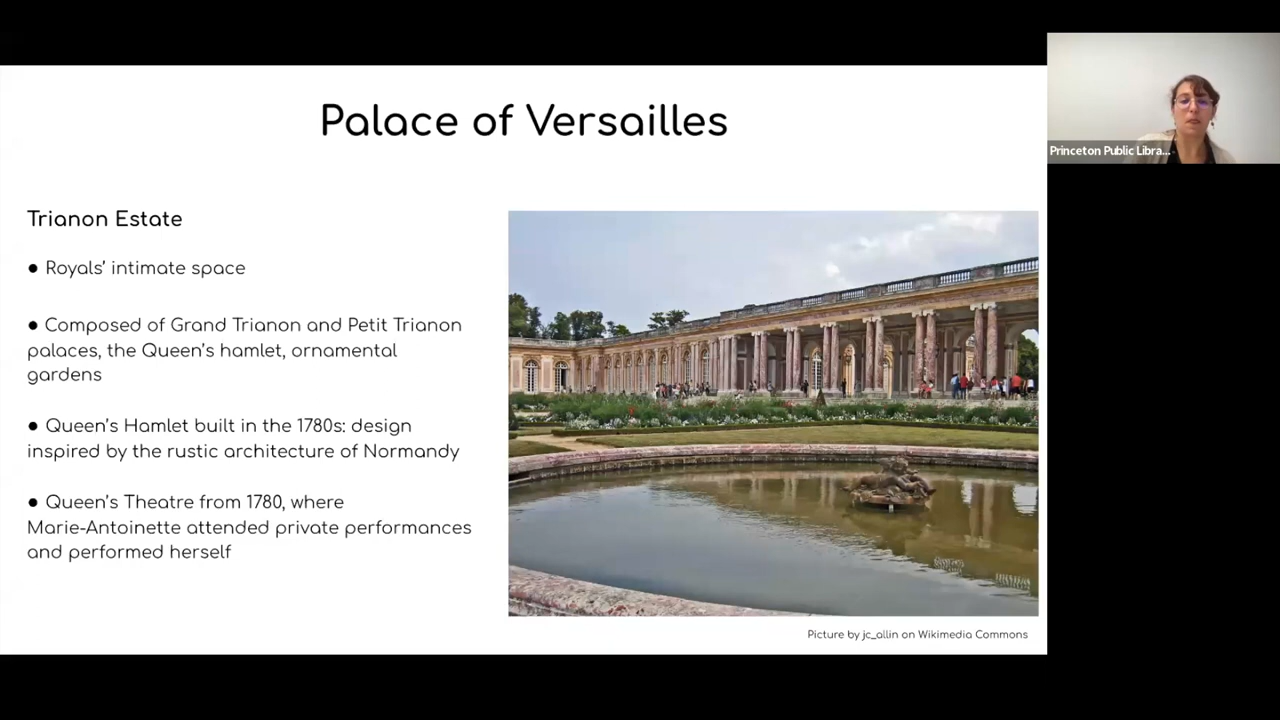 Palace of Versailles
Princeton Public Libra...
Trianon Estate
● Royals’ intimate space
● Composed of Grand Trianon and Petit Trianon
palaces, the Queen’s hamlet, ornamental
gardens
● Queen’s Hamlet built in the 1780s: design
inspired by the rustic architecture of Normandy
● Queen’s Theatre from 1780, where
Marie-Antoinette attended private performances
and performed herself
Picture by jc_allin on Wikimedia Commons